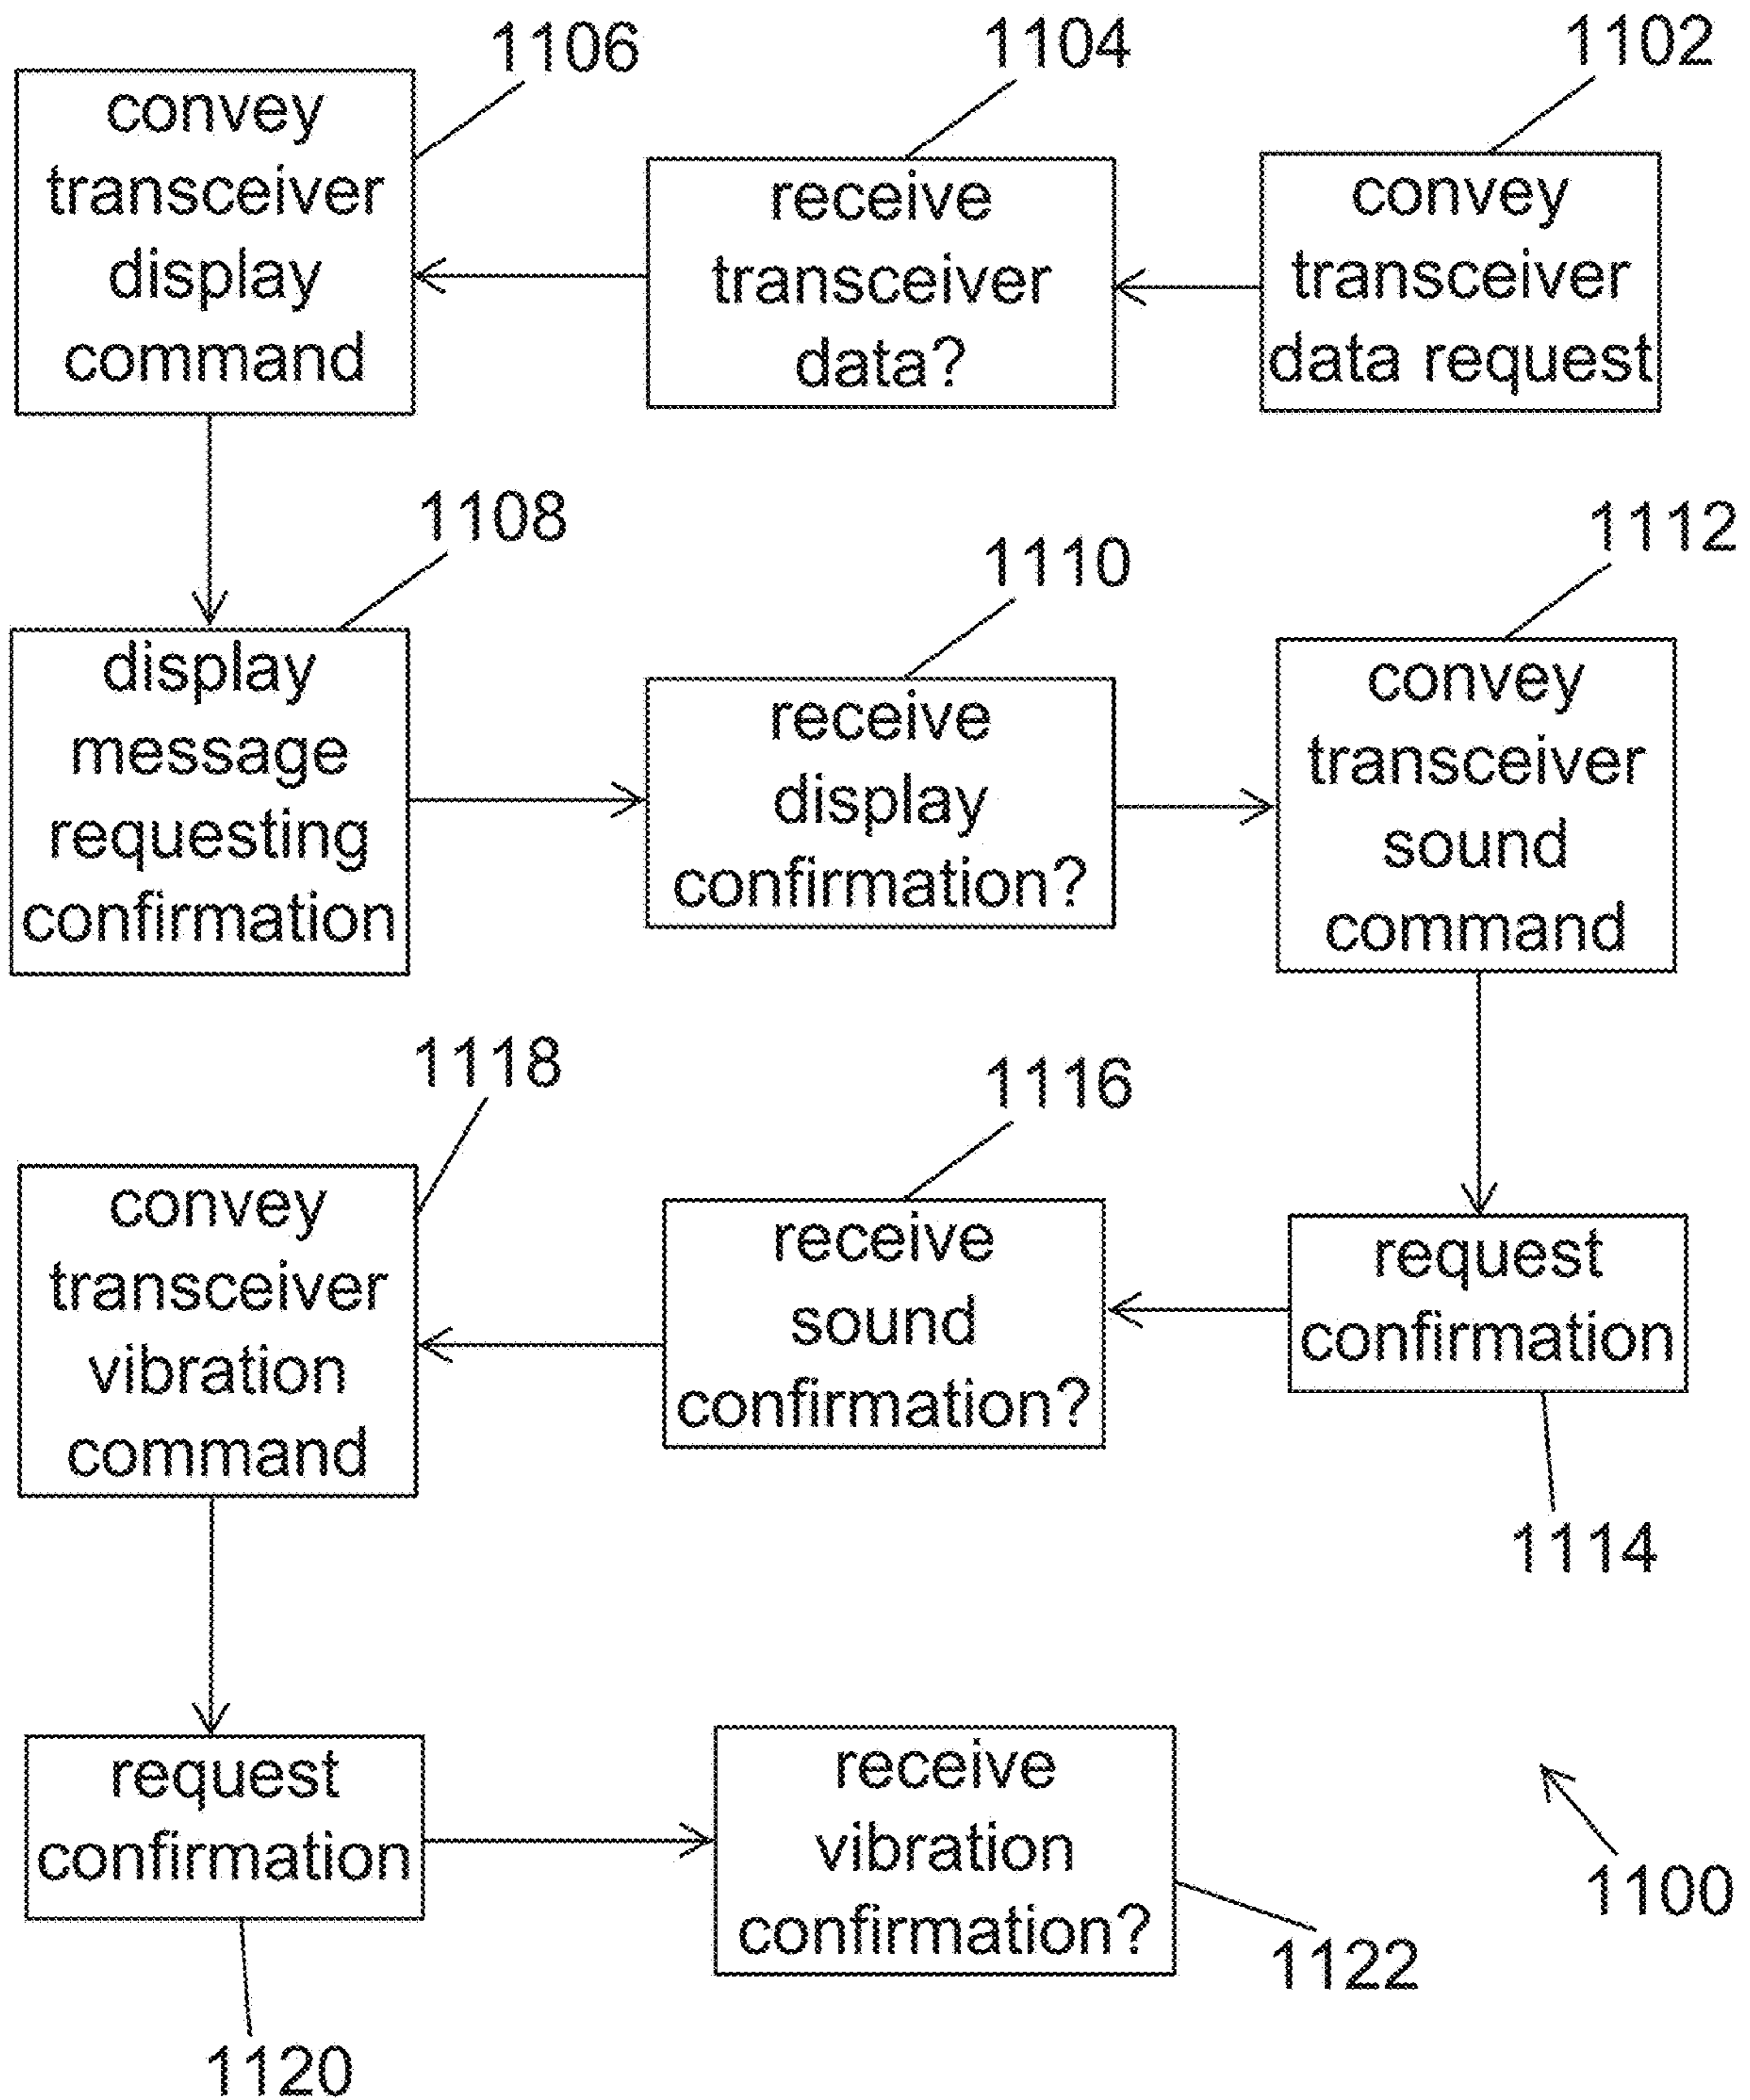 1106
convey
transceiver
display
command
1104
receive
transceiver
data?
1102
convey
transceiver
data request
1108
display
message
requesting
confirmation
1110
receive
display
confirmation?
1112
convey
transceiver
sound
command
1118
convey
transceiver
vibration
command
1116
receive
sound
confirmation?
request
confirmation
1114
request
confirmation
1120
receive
vibration
confirmation?
1122
1100